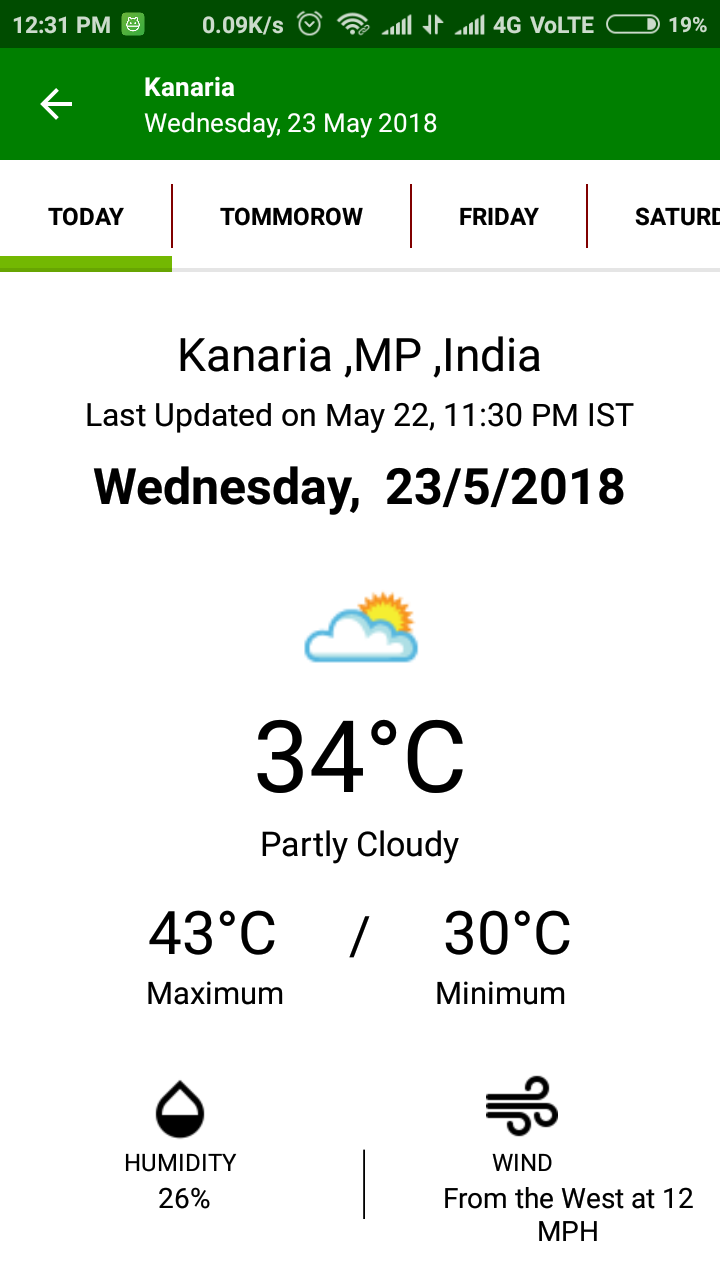 12:31 PM 0.09K/s 4G VoLTE 19%
Kanaria
Wednesday, 23 May 2018
TODAY TOMMOROW FRIDAY SATURD
Kanaria ,MP ,India
Last Updated on May 22, 11:30 PM IST
Wednesday, 23/5/2018
34°C
Partly Cloudy
43°C / 30°C
Maximum Minimum
HUMIDITY WIND
26% From the West at 12
MPH